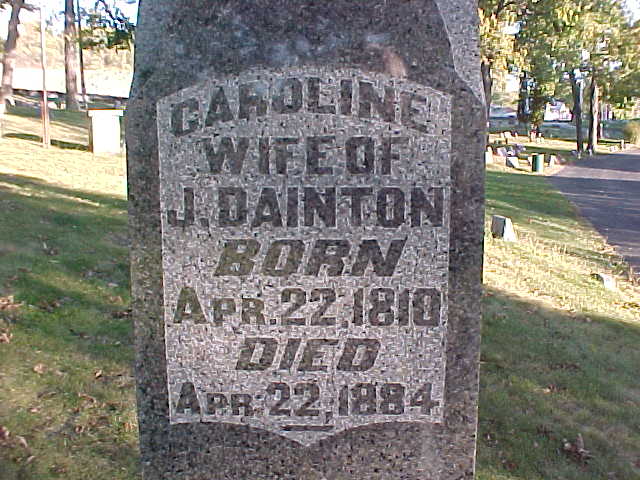 CAROLINE
WIFE OF
J. DAINTON
BORN
APR. 22, 1810
DIED
APR. 22, 1884